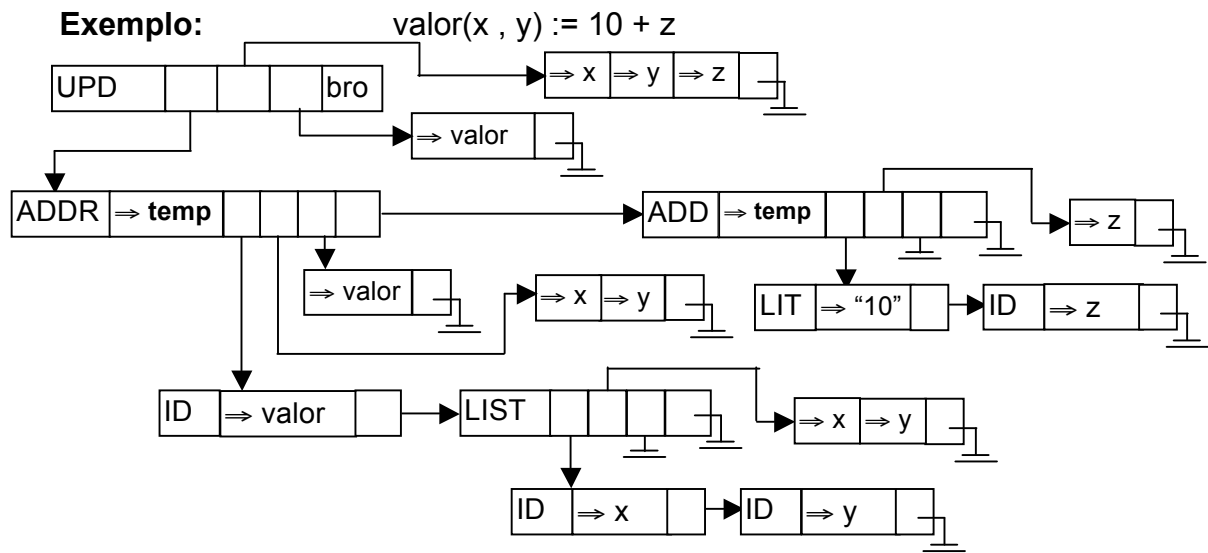 Exemplo: valor(x , y) := 10 + z
⇒ x ⇒ y ⇒ z
UPD bro
⇒ valor
ADDR ⇒ temp ADD ⇒ temp
⇒ z
⇒ valor ⇒ x ⇒ y LIT ⇒ “10” ID ⇒ z
ID ⇒ valor LIST ⇒ x ⇒ y
ID ⇒ x ID ⇒ y